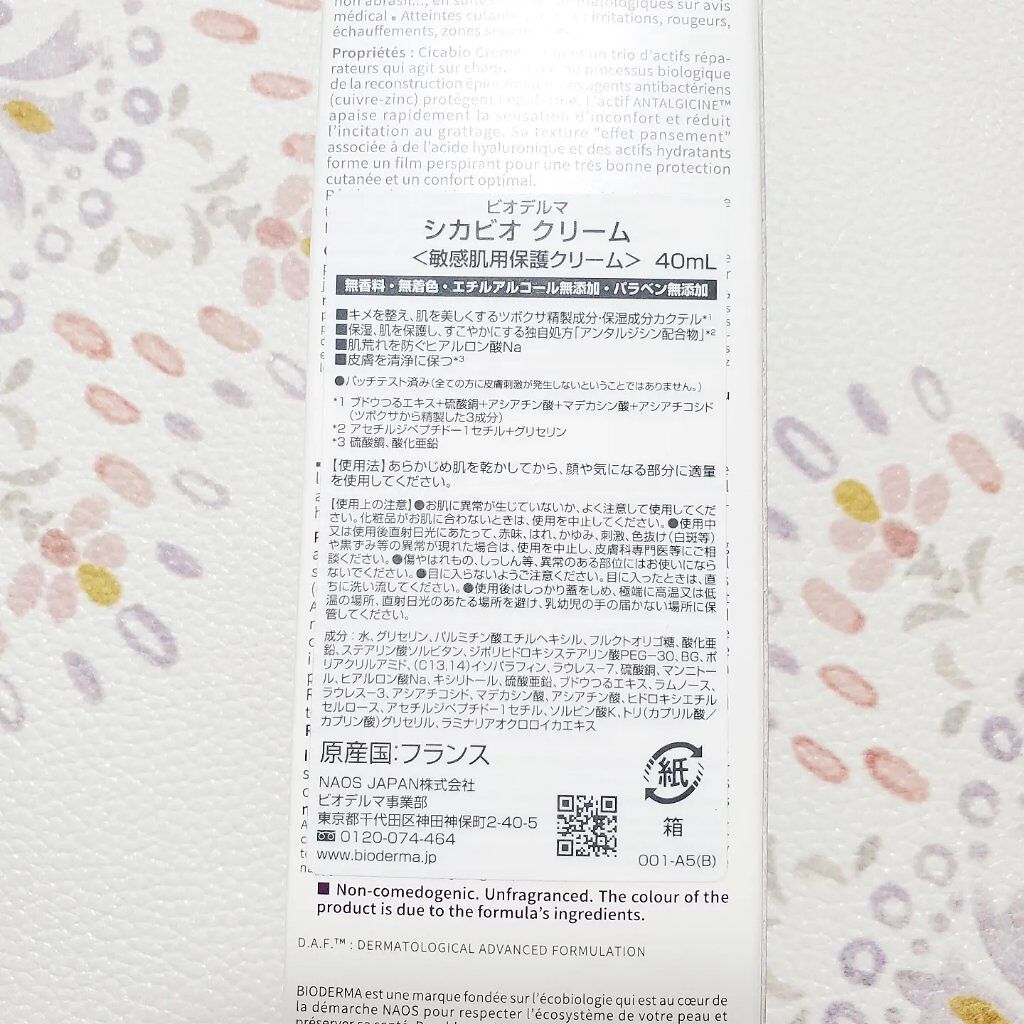 médical ▪ Atteintes : irritations, rougeurs,
échauffements, zones
Propriétés : Cicabio Crème un trio d'actifs répa-
rateurs qui agit sur processus biologique
de la reconstruction agents antibactériens
(cuivre-zinc) protègent l'épiderme. L'actif ANTALGICINE™
apaise rapidement la sensation d'inconfort et réduit
l'incitation au grattage. Sa texture "effet pansement"
associée à de l'acide hyaluronique et des actifs hydratants
forme un film perspirant pour une très bonne protection
cutanée et un confort optimal.
ビオデルマ
シカビオ クリーム
<敏感肌用保護クリーム> 40mL
無香料・無着色・エチルアルコール無添加・パラベン無添加
■キメを整え、肌を美しくするツボクサ精製成分・保湿成分カクテル*1
■保湿、肌を保護し、すこやかにする独自処方「アンタルジシン配合物」*2
■肌荒れを防ぐヒアルロン酸Na
■皮膚を清浄に保つ*3
●パッチテスト済み(全ての方に皮膚刺激が発生しないということではありません。)
*1 ブドウつるエキス+硫酸銅+アシアチン酸+マデカシン酸+アシアチコシド
(ツボクサから精製した3成分)
*2 アセチルジペプチド-1セチル+グリセリン
*3 硫酸銅、酸化亜鉛
【使用法】あらかじめ肌を乾かしてから、顔や気になる部分に適量
を使用してください。
【使用上の注意】●お肌に異常が生じていないか、よく注意して使用してくだ
さい。化粧品がお肌に合わないときは、使用を中止してください。●使用中
又は使用後直射日光にあたって、赤味、はれ、かゆみ、刺激、色抜け(白斑等)
や黒ずみ等の異常が現れた場合は、使用を中止し、皮膚科専門医等にご相
談ください。●傷やはれもの、しっしん等、異常のある部位にはお使いになら
ないでください。●目に入らないようご注意ください。目に入ったときは、直
ちに洗い流してください。●使用後はしっかり蓋をしめ、極端に高温又は低
温の場所、直射日光のあたる場所を避け、乳幼児の手の届かない場所に保
管してください。
成分：水、グリセリン、パルミチン酸エチルヘキシル、フルクトオリゴ糖、酸化亜
鉛、ステアリン酸ソルビタン、ジポリヒドロキシステアリン酸PEG-30、BG、ポ
リアクリルアミド、(C13,14)イソパラフィン、ラウレス-7、硫酸銅、マンニトー
ル、ヒアルロン酸Na、キシリトール、硫酸亜鉛、ブドウつるエキス、ラムノース、
ラウレス-3、アシアチコシド、マデカシン酸、アシアチン酸、ヒドロキシエチル
セルロース、アセチルジペプチド-1セチル、ソルビン酸K、トリ(カプリル酸/
カプリン酸)グリセリル、ラミナリアオクロロイカエキス
原産国:フランス
NAOS JAPAN株式会社
ビオデルマ事業部
東京都千代田区神田神保町2-40-5
0120-074-464
www.bioderma.jp
紙
箱
001-A5(B)
■ Non-comedogenic. Unfragranced. The colour of the
product is due to the formula's ingredients.
D.A.F.™ : DERMATOLOGICAL ADVANCED FORMULATION
BIODERMA est une marque fondée sur l'écobiologie qui est au cœur de
la démarche NAOS pour respecter l'écosystème de votre peau et